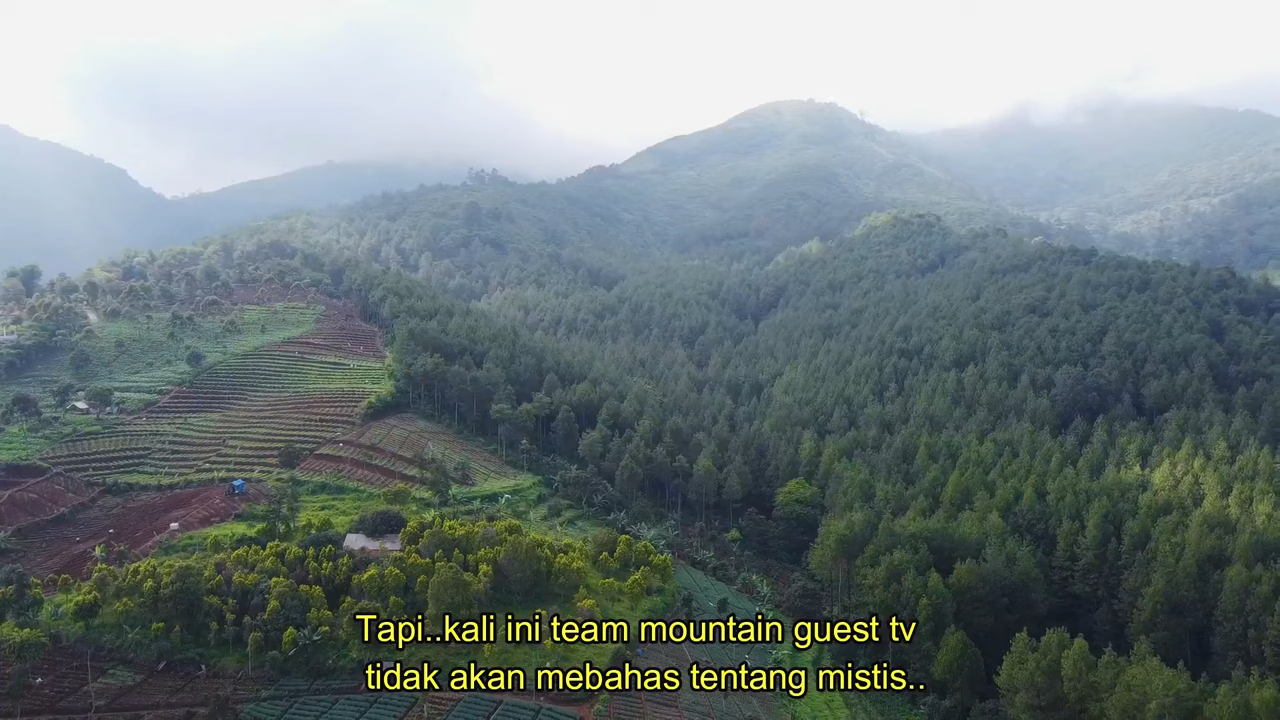 Tapi..kali ini team mountain guest tv
tidak akan mebahas tentang mistis..